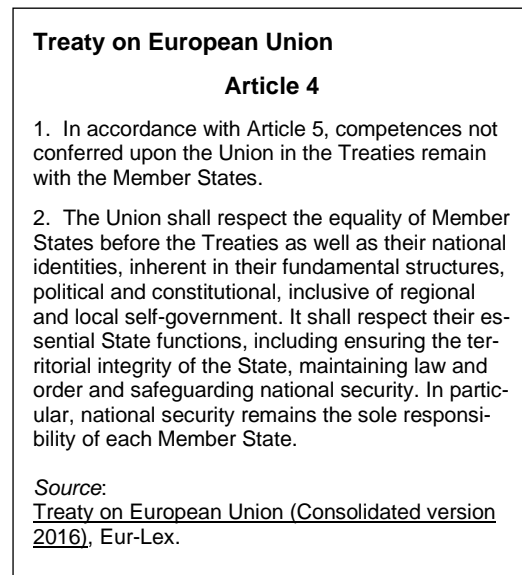 Treaty on European Union
Article 4
1.  In accordance with Article 5, competences not
conferred upon the Union in the Treaties remain
with the Member States.
2.  The Union shall respect the equality of Member
States before the Treaties as well as their national
identities, inherent in their fundamental structures,
political and constitutional, inclusive of regional
and local self-government. It shall respect their es-
sential State functions, including ensuring the ter-
ritorial integrity of the State, maintaining law and
order and safeguarding national security. In partic-
ular, national security remains the sole responsi-
bility of each Member State.
Source:
Treaty on European Union (Consolidated version
2016), Eur-Lex.